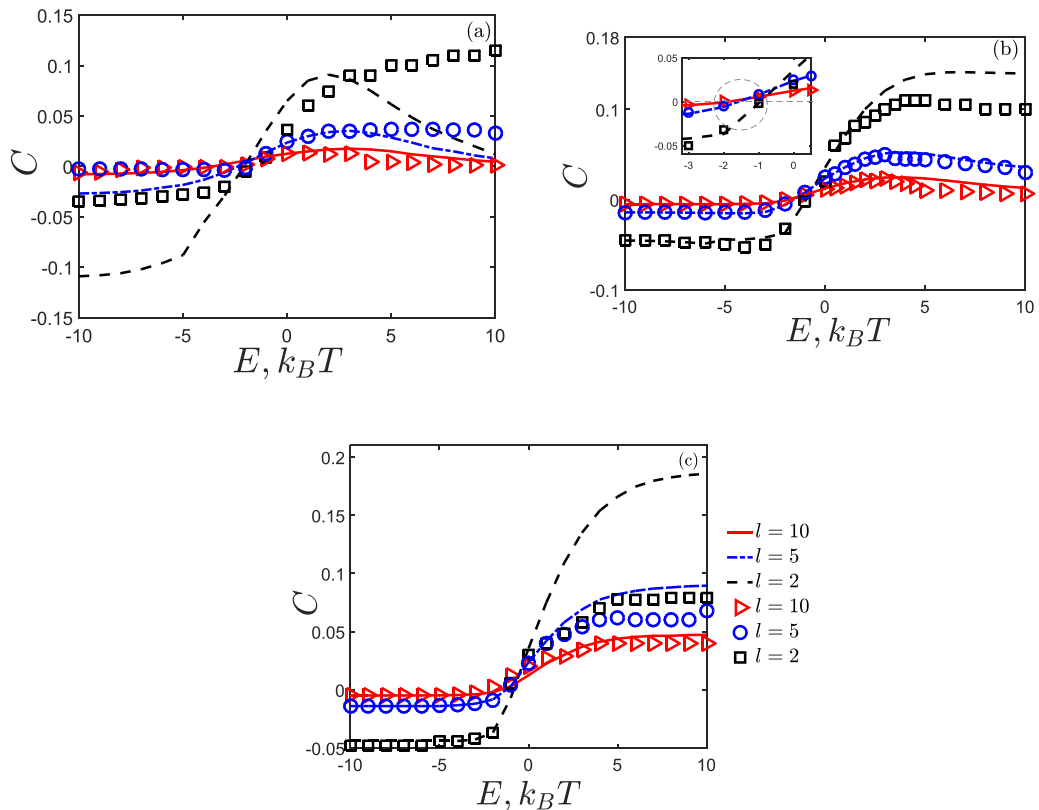 (a)
0.15
0.1
0.05
0
-0.05
-0.1
-0.15
C
-10 -5 0 5 10
E, k_BT
(b)
0.18
0.1
0
-0.1
C
0.05
0
-0.05
-3 -2 -1 0
-10 -5 0 5 10
E, k_BT
(c)
0.2
0.15
0.1
0.05
0
-0.05
C
-10 -5 0 5 10
E, k_BT
l = 10
l = 5
l = 2
l = 10
l = 5
l = 2